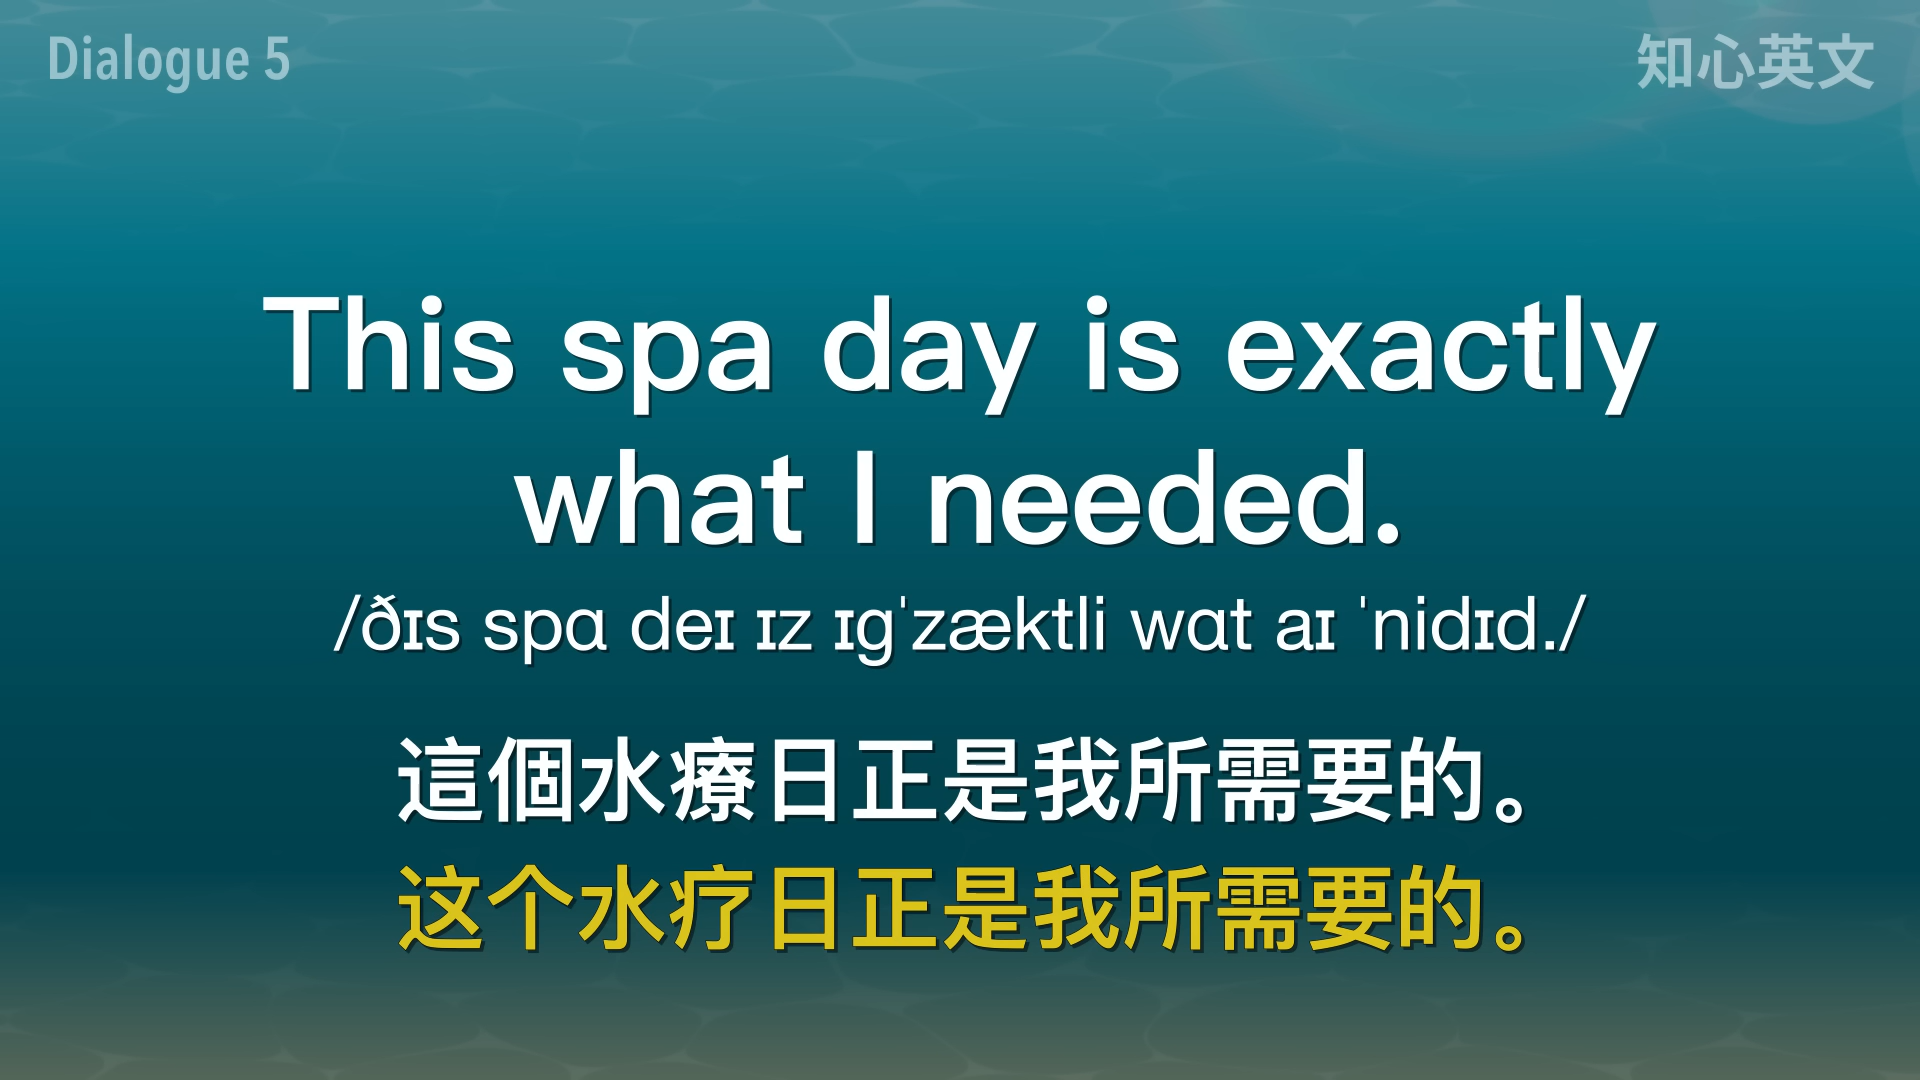 Dialogue 5
知心英文
This spa day is exactly
what I needed.
/ðɪs spɑ deɪ ɪz ɪgˈzæktli wɑt aɪ ˈnidɪd./
這個水療日正是我所需要的。
这个水疗日正是我所需要的。